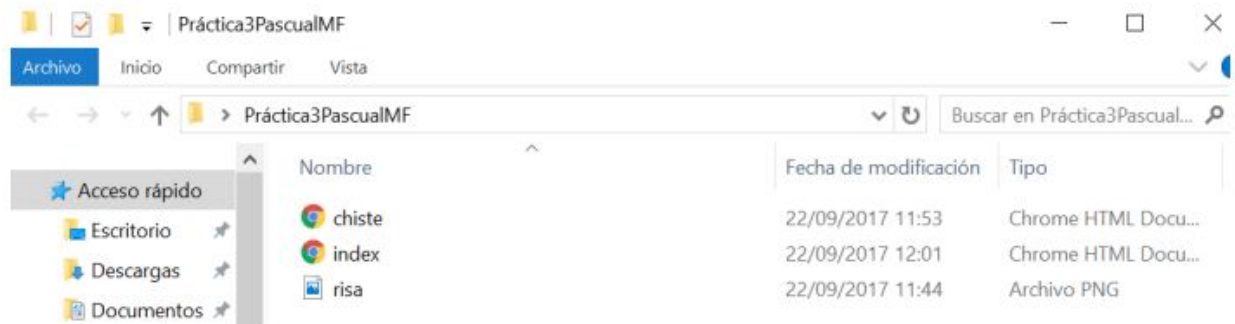 Práctica3PascualMF
Archivo Inicio Compartir Vista
Práctica3PascualMF Buscar en Práctica3Pascual...
Nombre Fecha de modificación Tipo
Acceso rápido
chiste 22/09/2017 11:53 Chrome HTML Docu...
Escritorio
index 22/09/2017 12:01 Chrome HTML Docu...
Descargas
risa 22/09/2017 11:44 Archivo PNG
Documentos